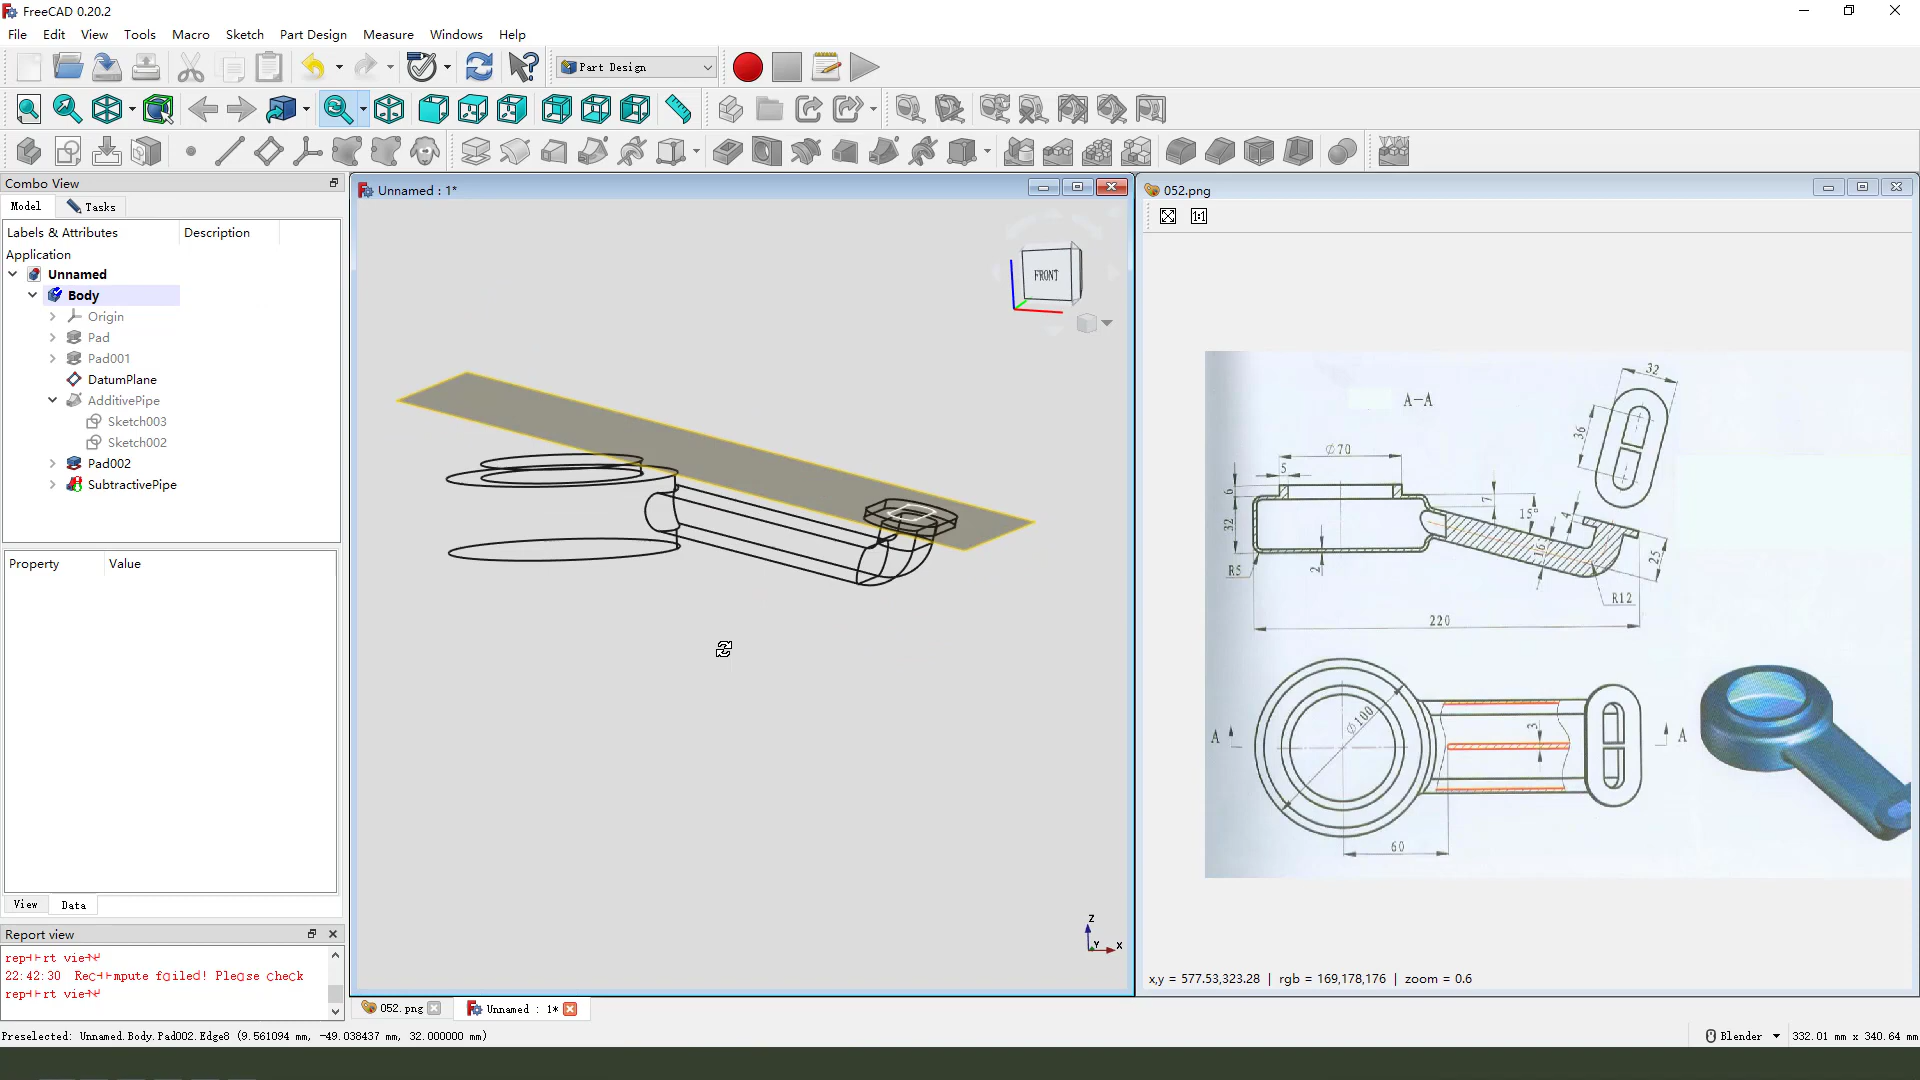 FreeCAD 0.20.2
File Edit View Tools Macro Sketch Part Design Measure Windows Help
Part Design
Combo View
Model Tasks
Labels & Attributes Description
Application
Unnamed
Body
Origin
Pad
Pad001
DatumPlane
AdditivePipe
Sketch003
Sketch002
Pad002
SubtractivePipe
Property Value
View Data
Report view
22:42:30
failed!
check
Unnamed : 1*
FRONT
Z
Y
X
052.png
1:1
A-A
32
36
Ø70
5
6
32
7
15°
4
16
25
R5
2
R12
220
Ø100
3
A
A
60
x,y = 577.53,323.28 | rgb = 169,178,176 | zoom = 0.6
052.png
Unnamed : 1*
Preselected: Unnamed.Body.Pad002.Edge8 (9.561094 mm, -49.038437 mm, 32.000000 mm)
Blender
332.01 mm x 340.64 mm